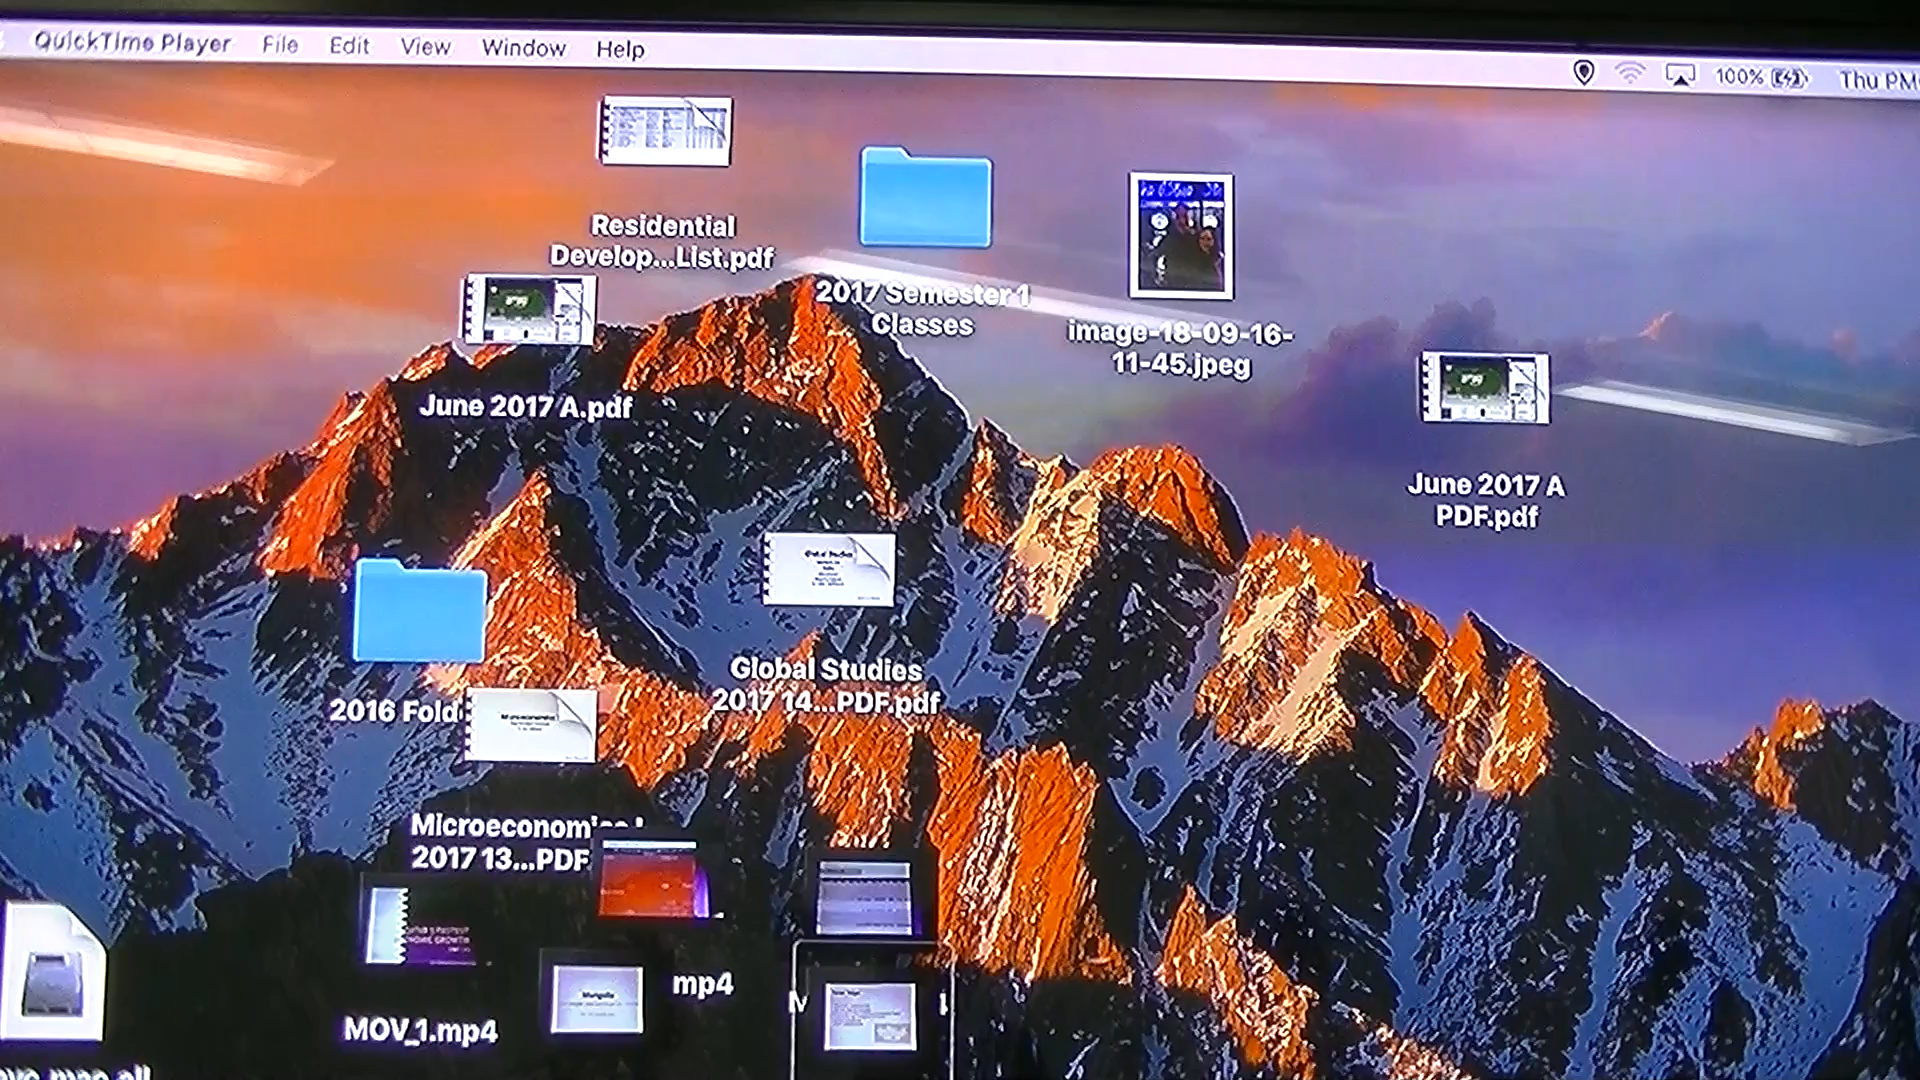 QuickTime Player File Edit View Window Help
100% Thu PM
Residential
Develop...List.pdf
2017 Semester 1
Classes
image-18-09-16-
11-45.jpeg
June 2017 A.pdf
June 2017 A
PDF.pdf
Global Studies
2017 14...PDF.pdf
2016 Fold
Microeconomics I
2017 13...PDF
Mongolia
mp4
MOV_1.mp4